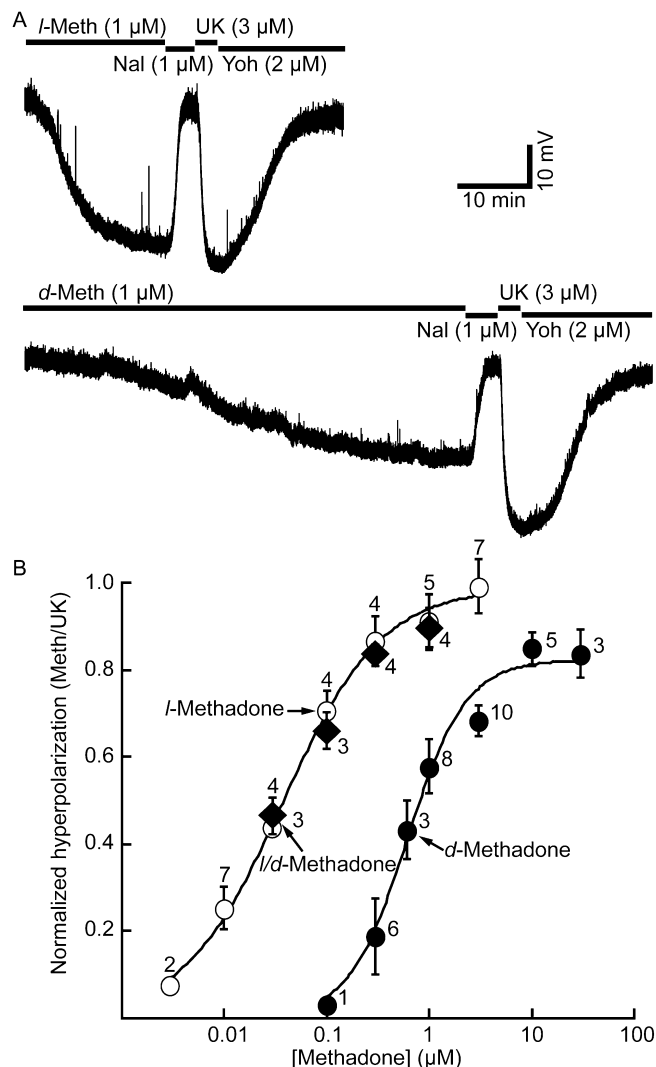 A
l-Meth (1 μM) UK (3 μM)
Nal (1 μM) Yoh (2 μM)
10 mV
10 min
d-Meth (1 μM) UK (3 μM)
Nal (1 μM) Yoh (2 μM)
B
Normalized hyperpolarization (Meth/UK)
1.0
0.8
0.6
0.4
0.2
7
5
4
4
4
4
5
3
l-Methadone
3
10
8
4
3
3
l/d-Methadone
d-Methadone
7
6
2
1
0.01 0.1 1 10 100
[Methadone] (μM)